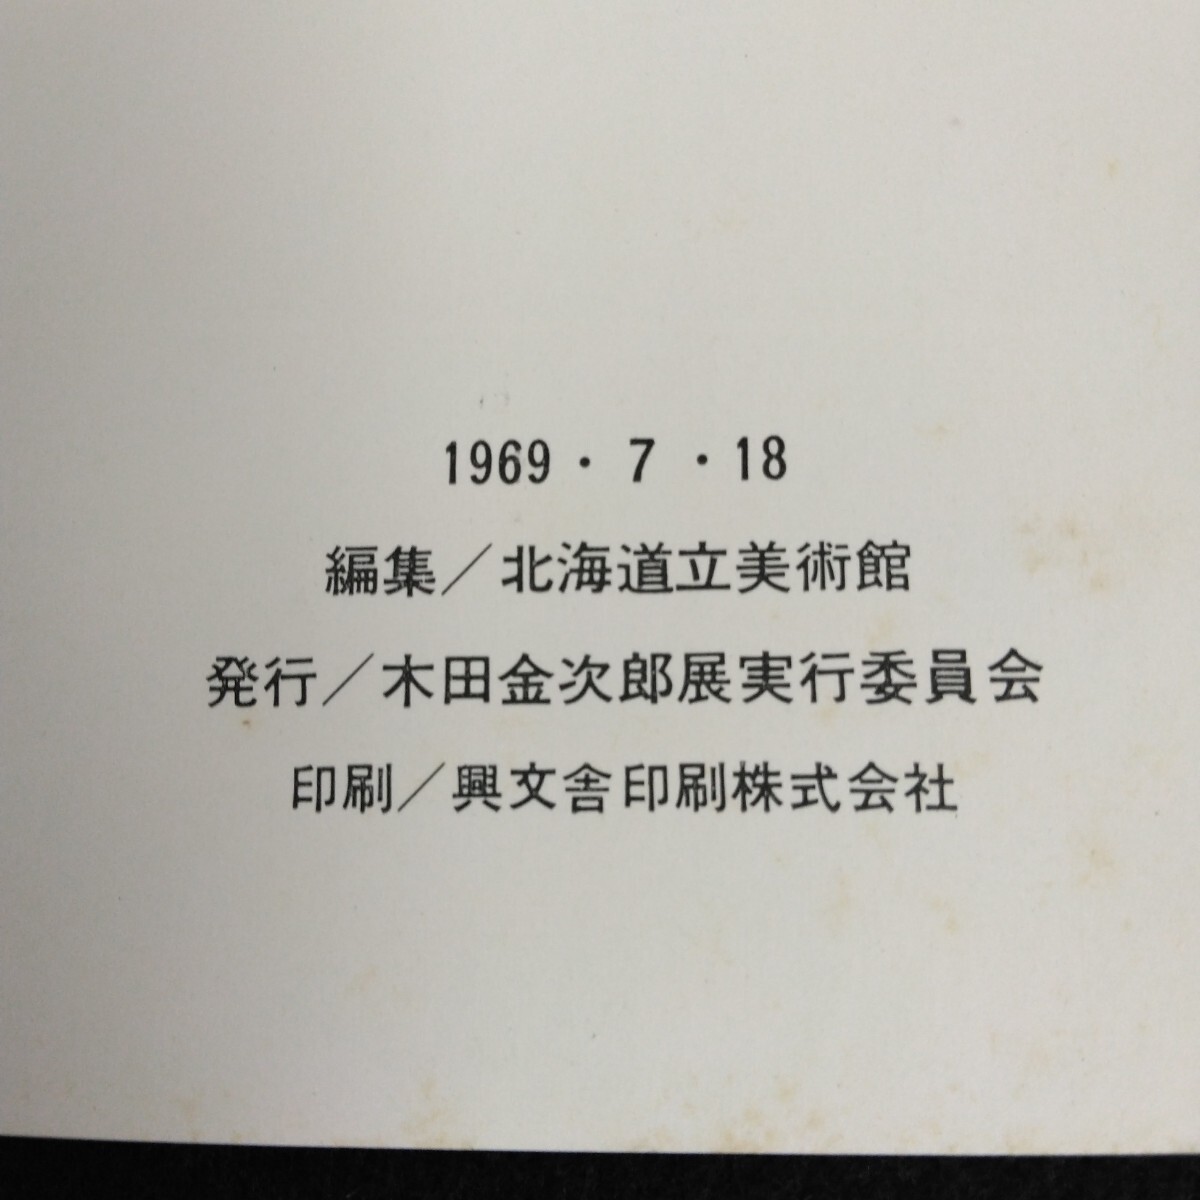 1969・7・18
編集／北海道立美術館
発行／木田金次郎展実行委員会
印刷／興文舎印刷株式会社